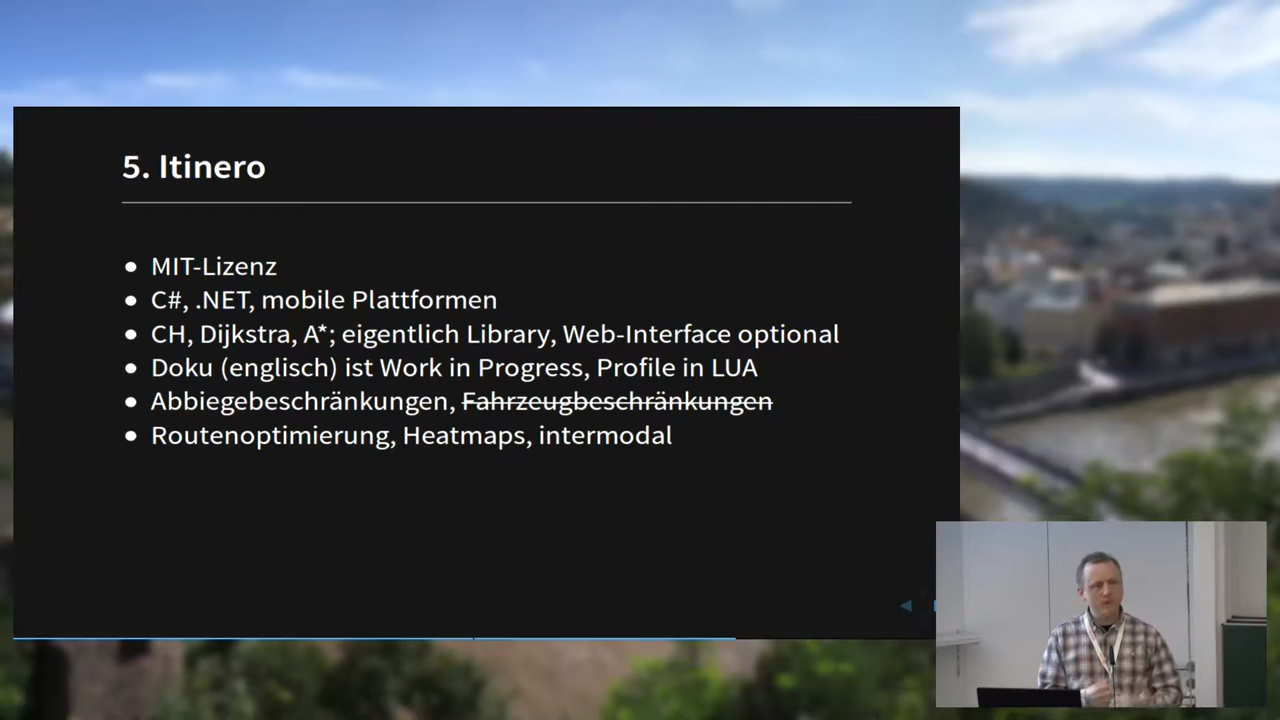 5. Itinero
MIT-Lizenz
C#, .NET, mobile Plattformen
CH, Dijkstra, A*; eigentlich Library, Web-Interface optional
Doku (englisch) ist Work in Progress, Profile in LUA
Abbiegebeschränkungen, Fahrzeugbeschränkungen
Routenoptimierung, Heatmaps, intermodal